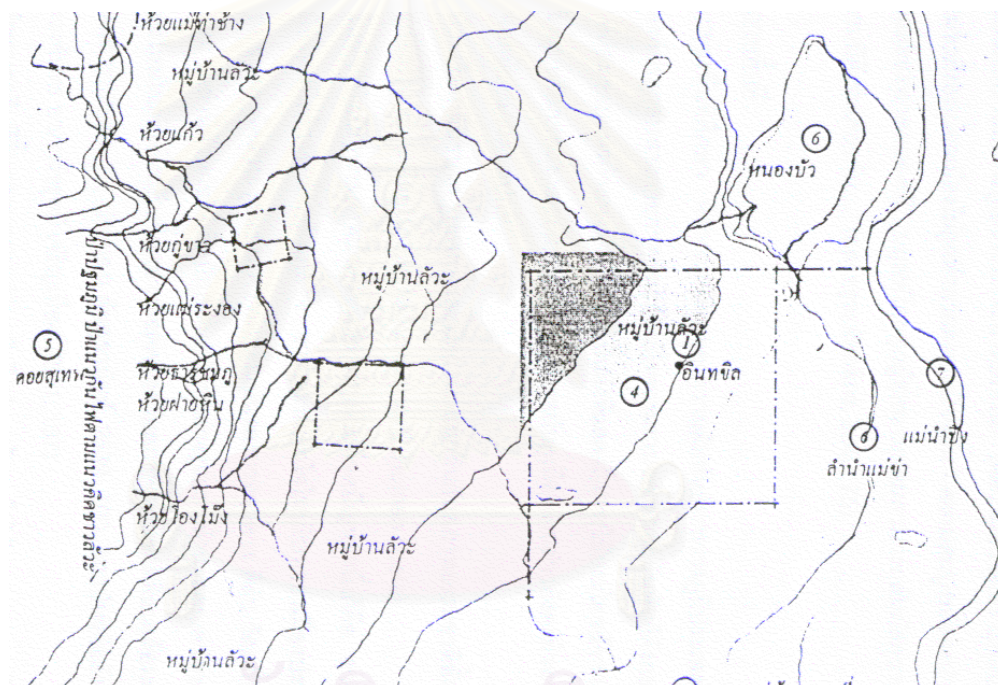 ห้วยแม่ท่าช้าง
หมู่บ้านลัวะ
ห้วยแก้ว
6
หนองบัว
ห้วยกู่ขาว
หมู่บ้านลัวะ
ห้วยแม่ระงอง
หมู่บ้านลัวะ
1
5
ดอยสุเทพ
อินทขิล
7
ห้วยฝายหิน
4
6
แม่น้ำปิง
ลำน้ำแม่ข่า
ห้วยช่องโม่ง
หมู่บ้านลัวะ
หมู่บ้านลัวะ